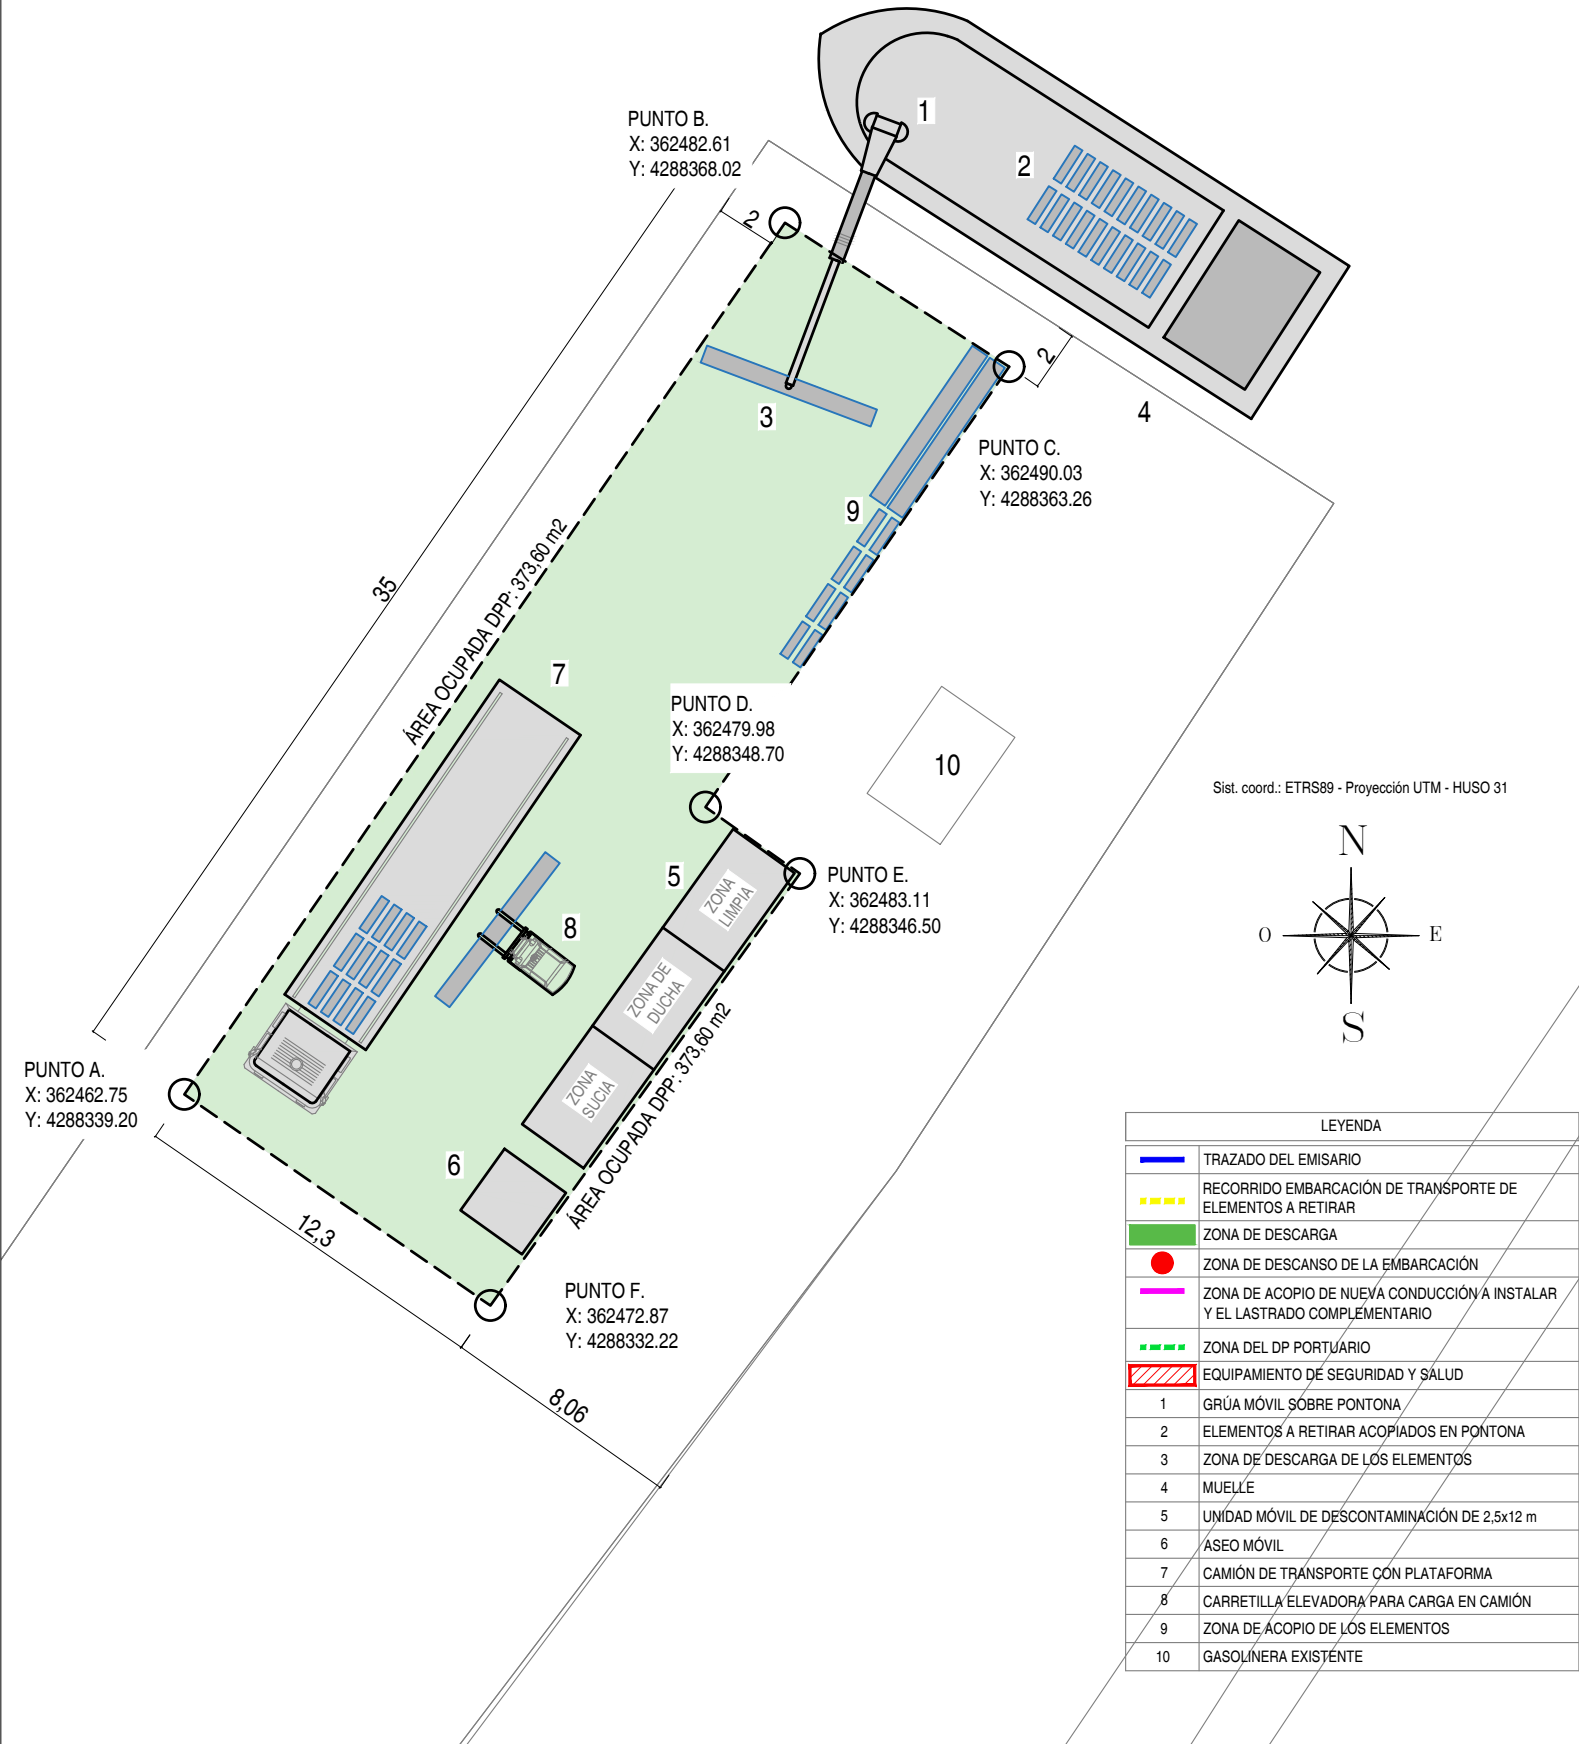 1
PUNTO B.
X: 362482.61
Y: 4288368.02
2
2
2
3
4
PUNTO C.
X: 362490.03
Y: 4288363.26
9
35
ÁREA OCUPADA DPP: 373,60 m2
7
PUNTO D.
X: 362479.98
Y: 4288348.70
10
Sist. coord.: ETRS89 - Proyección UTM - HUSO 31
N
O
E
S
5
ZONA
LIMPIA
PUNTO E.
X: 362483.11
Y: 4288346.50
8
ZONA DE
DUCHA
ZONA
SUCIA
ÁREA OCUPADA DPP: 373,60 m2
PUNTO A.
X: 362462.75
Y: 4288339.20
6
12,3
PUNTO F.
X: 362472.87
Y: 4288332.22
8,06
LEYENDA
TRAZADO DEL EMISARIO
RECORRIDO EMBARCACIÓN DE TRANSPORTE DE
ELEMENTOS A RETIRAR
ZONA DE DESCARGA
ZONA DE DESCANSO DE LA EMBARCACIÓN
ZONA DE ACOPIO DE NUEVA CONDUCCIÓN A INSTALAR
Y EL LASTRADO COMPLEMENTARIO
ZONA DEL DP PORTUARIO
EQUIPAMIENTO DE SEGURIDAD Y SALUD
1 GRÚA MÓVIL SOBRE PONTONA
2 ELEMENTOS A RETIRAR ACOPIADOS EN PONTONA
3 ZONA DE DESCARGA DE LOS ELEMENTOS
4 MUELLE
5 UNIDAD MÓVIL DE DESCONTAMINACIÓN DE 2,5x12 m
6 ASEO MÓVIL
7 CAMIÓN DE TRANSPORTE CON PLATAFORMA
8 CARRETILLA ELEVADORA PARA CARGA EN CAMIÓN
9 ZONA DE ACOPIO DE LOS ELEMENTOS
10 GASOLINERA EXISTENTE